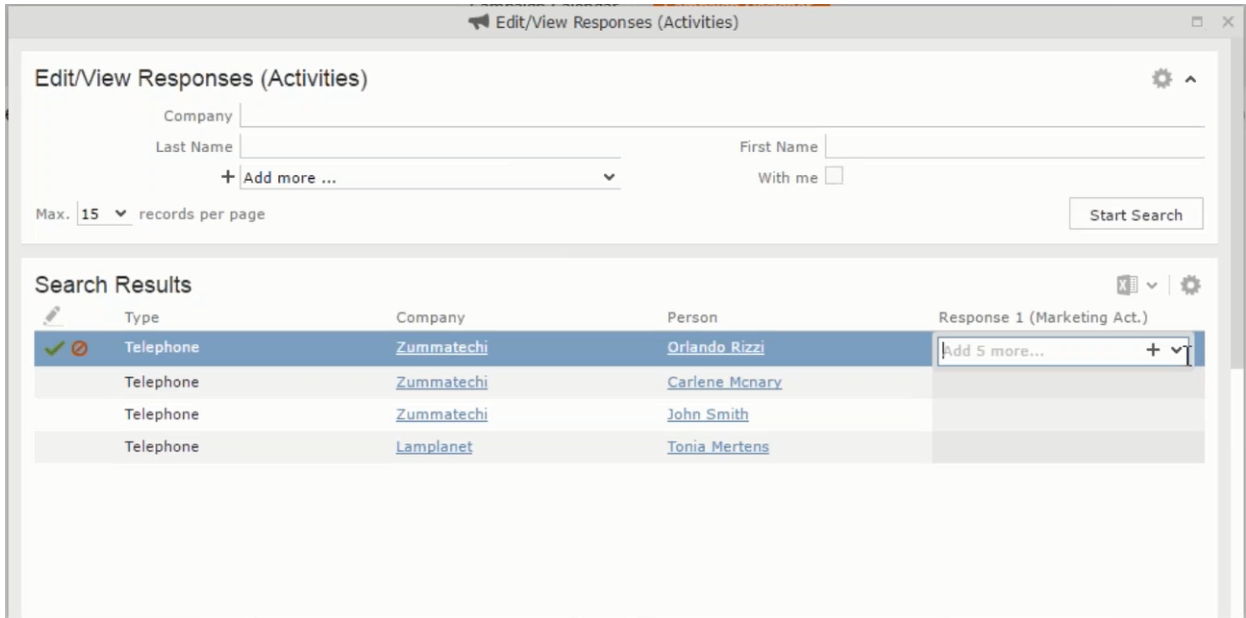 Edit/View Responses (Activities)
Edit/View Responses (Activities)
Company
Last Name First Name
+ Add more ... With me
Max. 15 records per page Start Search
Search Results
Type Company Person Response 1 (Marketing Act.)
Telephone Zummatechi Orlando Rizzi Add 5 more... +
Telephone Zummatechi Carlene Mcnary
Telephone Zummatechi John Smith
Telephone Lamplanet Tonia Mertens